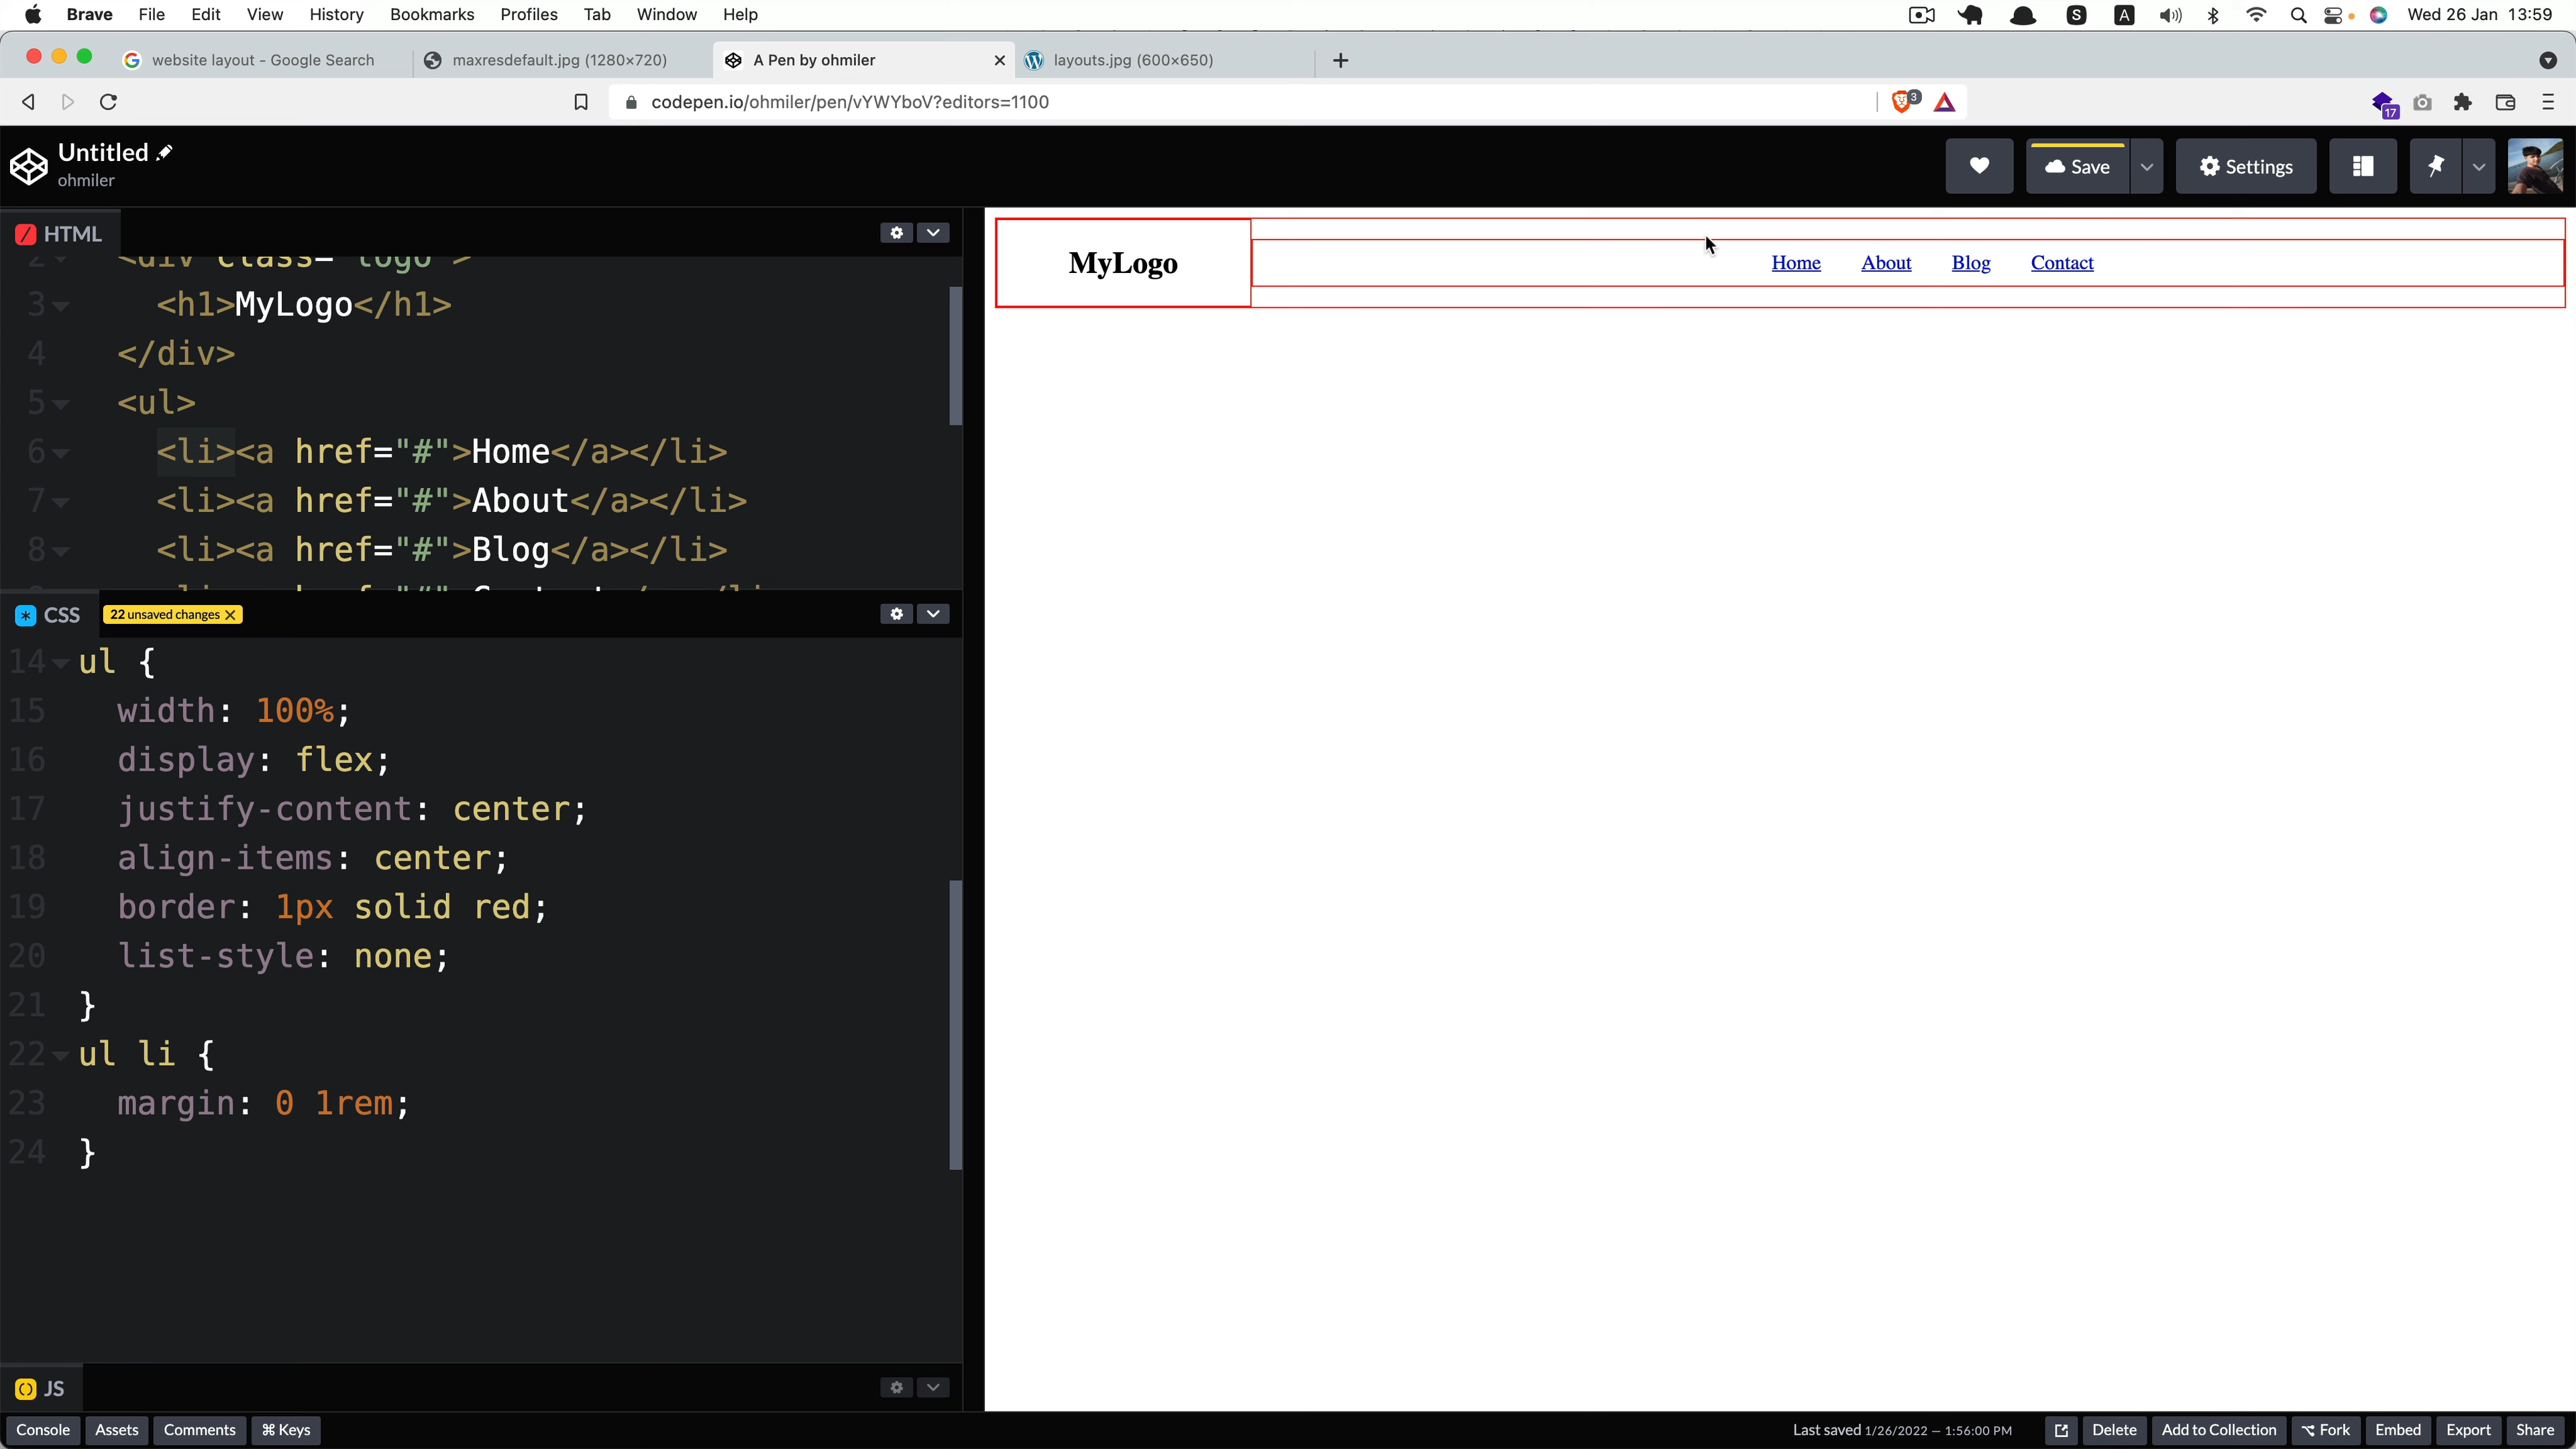 Brave File Edit View History Bookmarks Profiles Tab Window Help
S A Wed 26 Jan 13:59
website layout - Google Search
maxresdefault.jpg (1280×720)
A Pen by ohmiler
layouts.jpg (600×650)
codepen.io/ohmiler/pen/vYWYboV?editors=1100
3
17
Untitled
ohmiler
Save
Settings
HTML
2 <div class="logo">
3 <h1>MyLogo</h1>
4 </div>
5 <ul>
6 <li><a href="#">Home</a></li>
7 <li><a href="#">About</a></li>
8 <li><a href="#">Blog</a></li>
CSS
22 unsaved changes
14 ul {
15 width: 100%;
16 display: flex;
17 justify-content: center;
18 align-items: center;
19 border: 1px solid red;
20 list-style: none;
21 }
22 ul li {
23 margin: 0 1rem;
24 }
JS
MyLogo
Home About Blog Contact
Console Assets Comments ⌘ Keys
Last saved 1/26/2022 — 1:56:00 PM
Delete Add to Collection Fork Embed Export Share